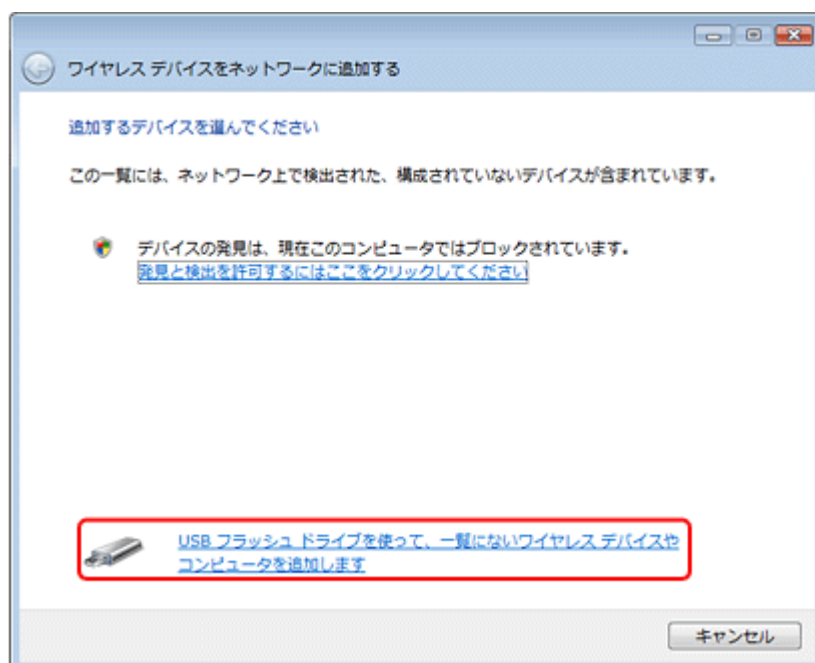 ワイヤレス デバイスをネットワークに追加する
追加するデバイスを選んでください
この一覧には、ネットワーク上で検出された、構成されていないデバイスが含まれています。
デバイスの発見は、現在このコンピュータではブロックされています。
発見と検出を許可するにはここをクリックしてください
USB フラッシュ ドライブを使って、一覧にないワイヤレス デバイスや
コンピュータを追加します
キャンセル